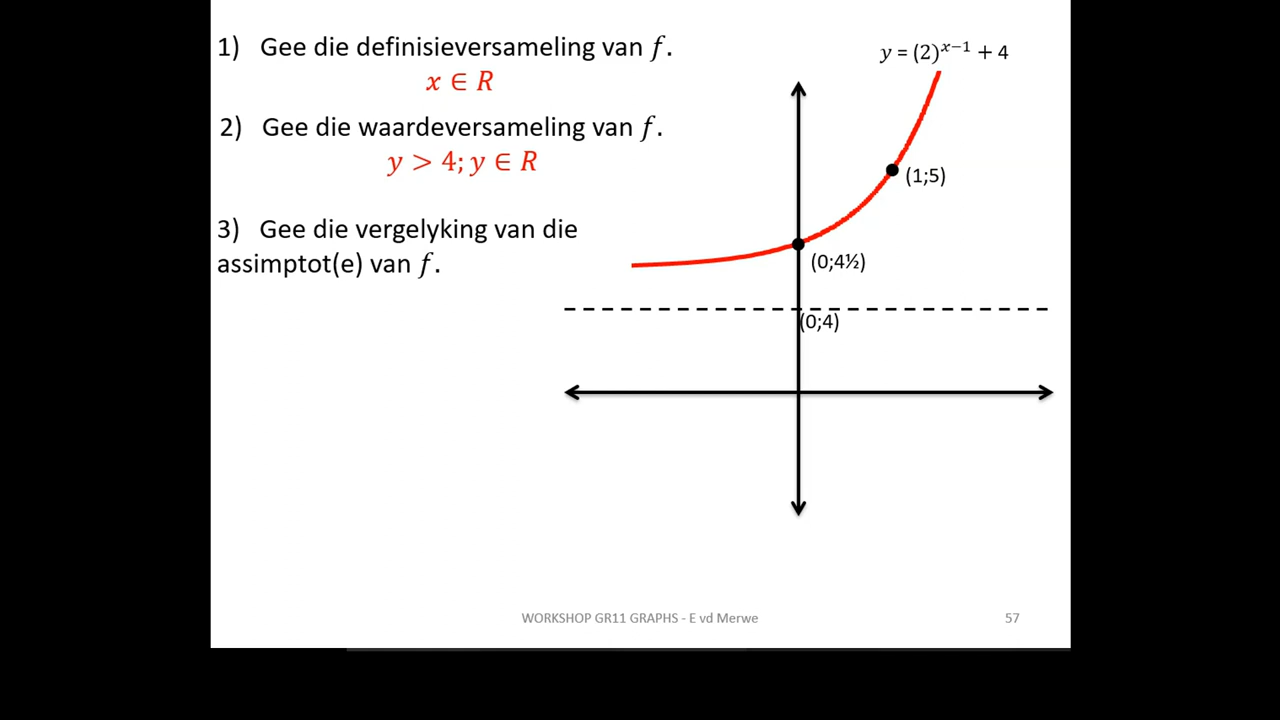 1) Gee die definisieversameling van f.
x ∈ R
2) Gee die waardeversameling van f.
y > 4; y ∈ R
3) Gee die vergelyking van die
assimptot(e) van f.
y = (2)^{x−1} + 4
(1;5)
(0;4½)
(0;4)
WORKSHOP GR11 GRAPHS - E vd Merwe
57